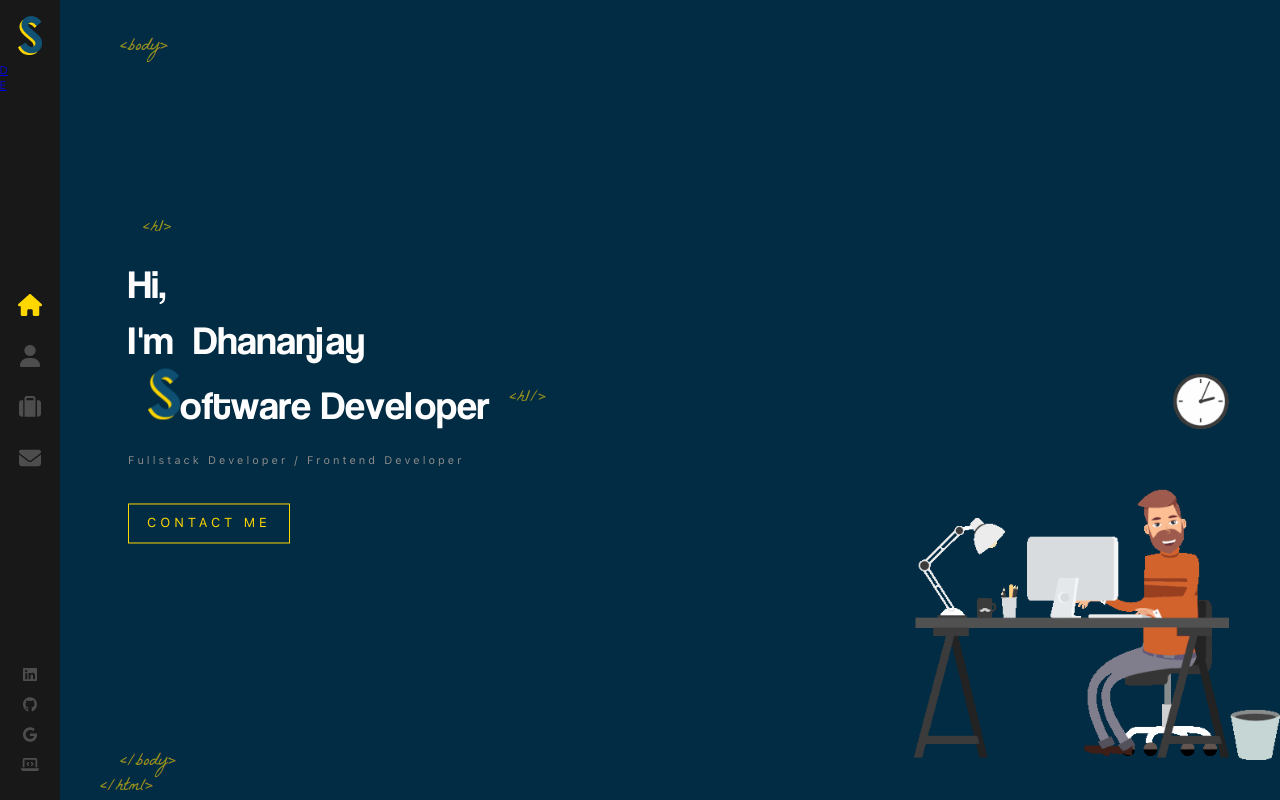 S
<body>
<h1>
Hi,
I'm Dhananjay
Software Developer
<h1/>
Fullstack Developer / Frontend Developer
CONTACT ME
</body>
</html>